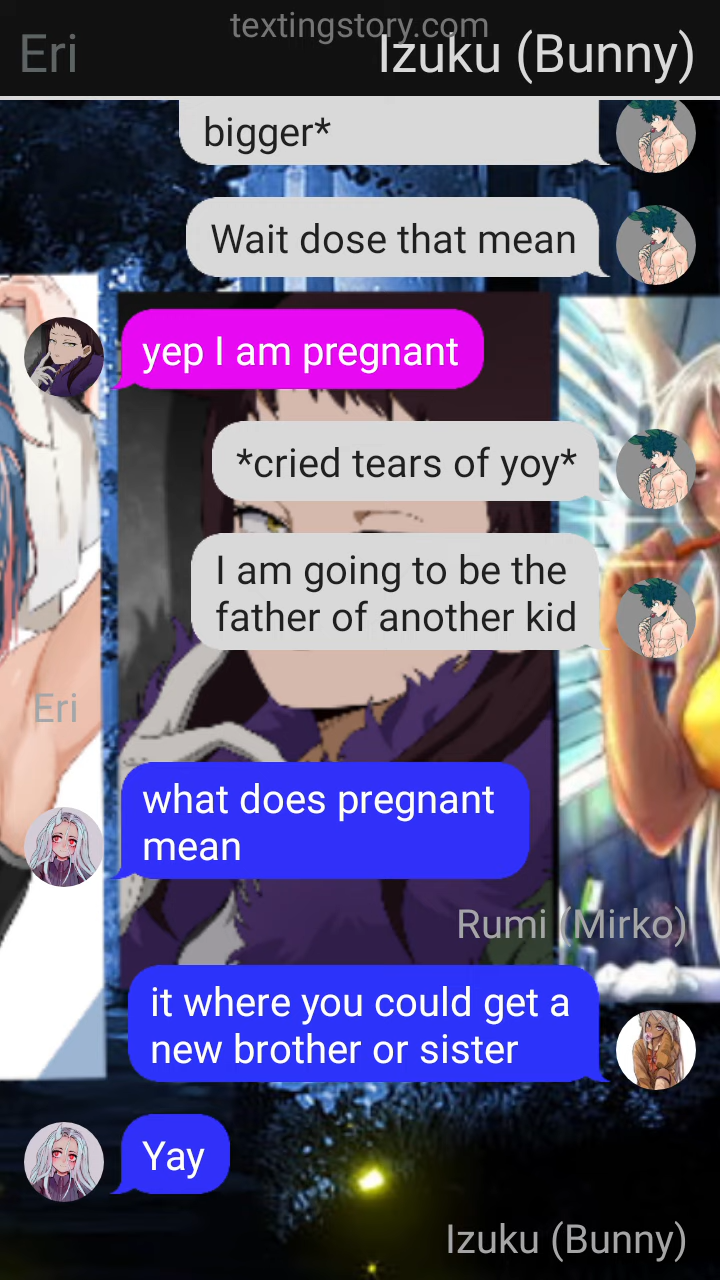 textingstory.com
Eri
Izuku (Bunny)
bigger*
Wait dose that mean
yep I am pregnant
*cried tears of yoy*
I am going to be the
father of another kid
Eri
what does pregnant
mean
Rumi (Mirko)
it where you could get a
new brother or sister
Yay
Izuku (Bunny)